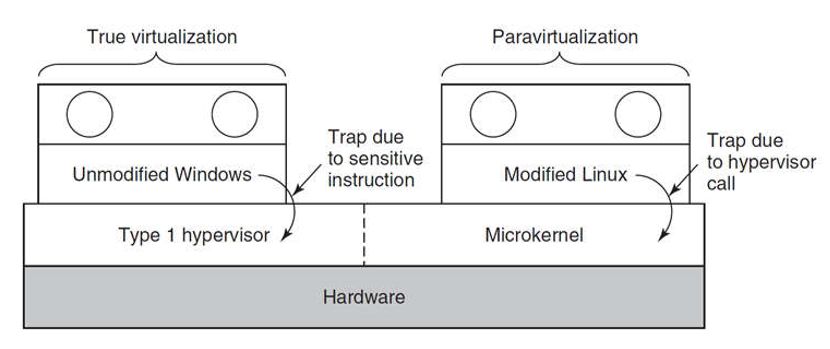 True virtualization
Paravirtualization
Trap due
to sensitive
instruction
Trap due
to hypervisor
call
Unmodified Windows
Modified Linux
Type 1 hypervisor
Microkernel
Hardware